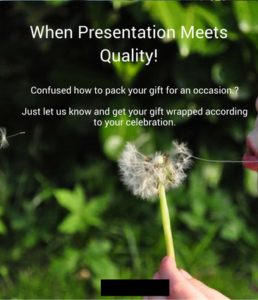 When Presentation Meets
Quality!
Confused how to pack your gift for an occasion.?
Just let us know and get your gift wrapped according
to your celebration.